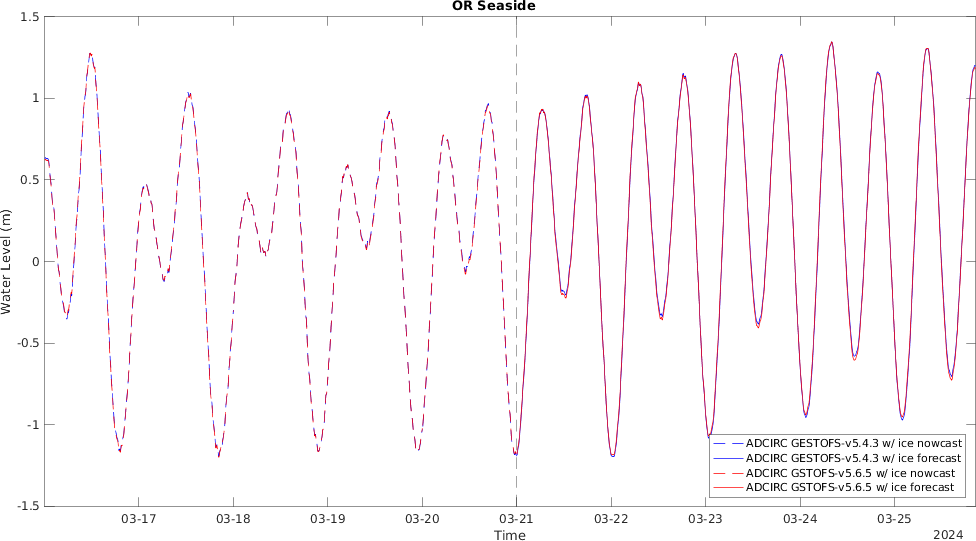 OR Seaside
1.5
1
0.5
0
-0.5
-1
-1.5
Water Level (m)
03-17 03-18 03-19 03-20 03-21 03-22 03-23 03-24 03-25
Time
2024
ADCIRC GESTOFS-v5.4.3 w/ ice nowcast
ADCIRC GESTOFS-v5.4.3 w/ ice forecast
ADCIRC GSTOFS-v5.6.5 w/ ice nowcast
ADCIRC GSTOFS-v5.6.5 w/ ice forecast